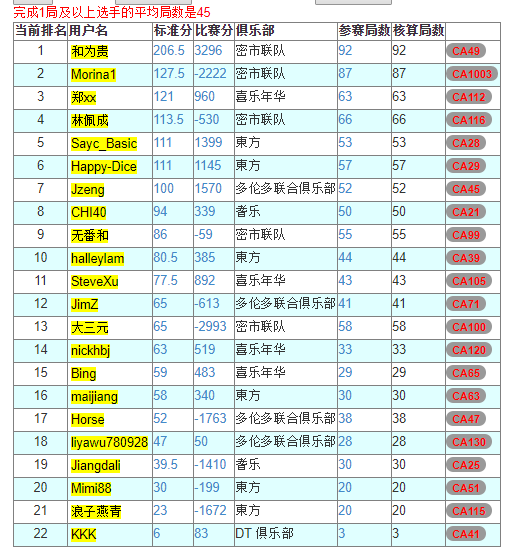 完成1局及以上选手的平均局数是45
当前排名 用户名 标准分 比赛分 俱乐部 参赛局数 核算局数
1 和为贵 206.5 3296 密市联队 92 92 CA49
2 Morina1 127.5 -2222 密市联队 87 87 CA1003
3 郑xx 121 960 喜乐年华 63 63 CA112
4 林佩成 113.5 -530 密市联队 66 66 CA116
5 Sayc_Basic 111 1399 東方 53 53 CA28
6 Happy-Dice 111 1145 東方 57 57 CA29
7 Jzeng 100 1570 多伦多联合俱乐部 52 52 CA45
8 CHI40 94 339 耆乐 50 50 CA21
9 无番和 86 -59 密市联队 55 55 CA99
10 halleylam 80.5 385 東方 44 44 CA39
11 SteveXu 77.5 892 喜乐年华 43 43 CA105
12 JimZ 65 -613 多伦多联合俱乐部 41 41 CA71
13 大三元 65 -2993 密市联队 58 58 CA100
14 nickhbj 63 519 喜乐年华 33 33 CA120
15 Bing 59 483 喜乐年华 29 29 CA65
16 maijiang 58 340 東方 30 30 CA63
17 Horse 52 -1763 多伦多联合俱乐部 38 38 CA47
18 liyawu780928 47 50 多伦多联合俱乐部 28 28 CA130
19 Jiangdali 39.5 -1410 耆乐 30 30 CA25
20 Mimi88 30 -199 東方 20 20 CA51
21 浪子燕青 23 -1672 東方 20 20 CA115
22 KKK 6 83 DT 俱乐部 3 3 CA41